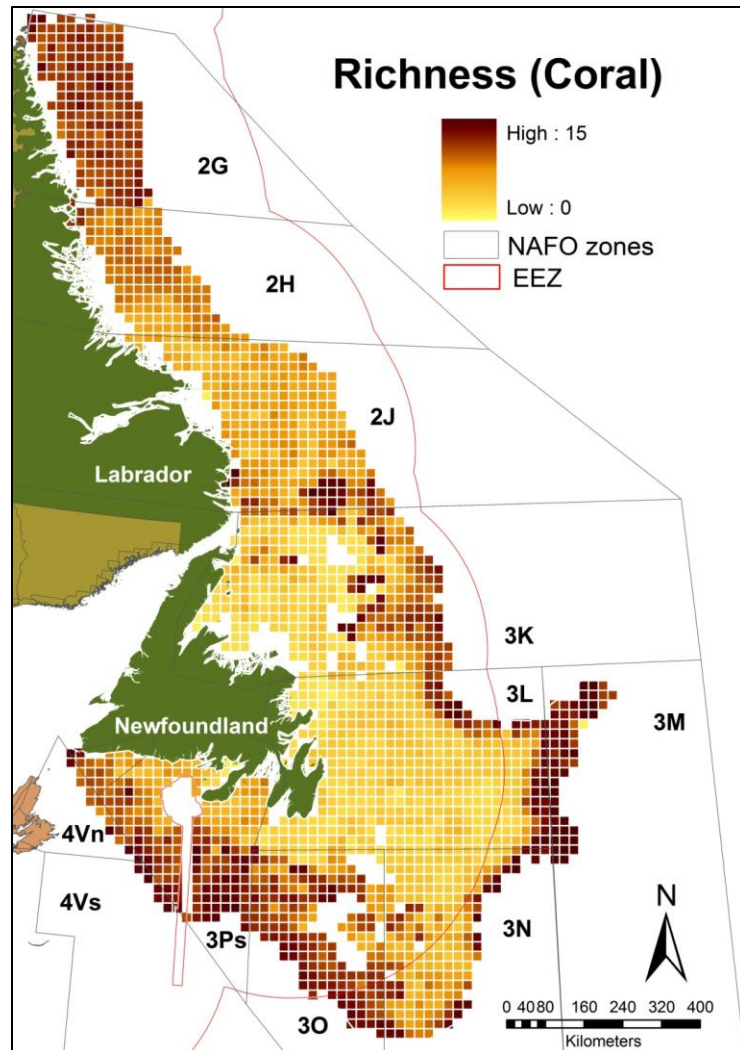 Richness (Coral)
High : 15
Low : 0
NAFO zones
EEZ
2G
2H
2J
Labrador
3K
3L
3M
Newfoundland
4Vn
4Vs
3Ps
3N
3O
N
0 40 80 160 240 320 400
Kilometers